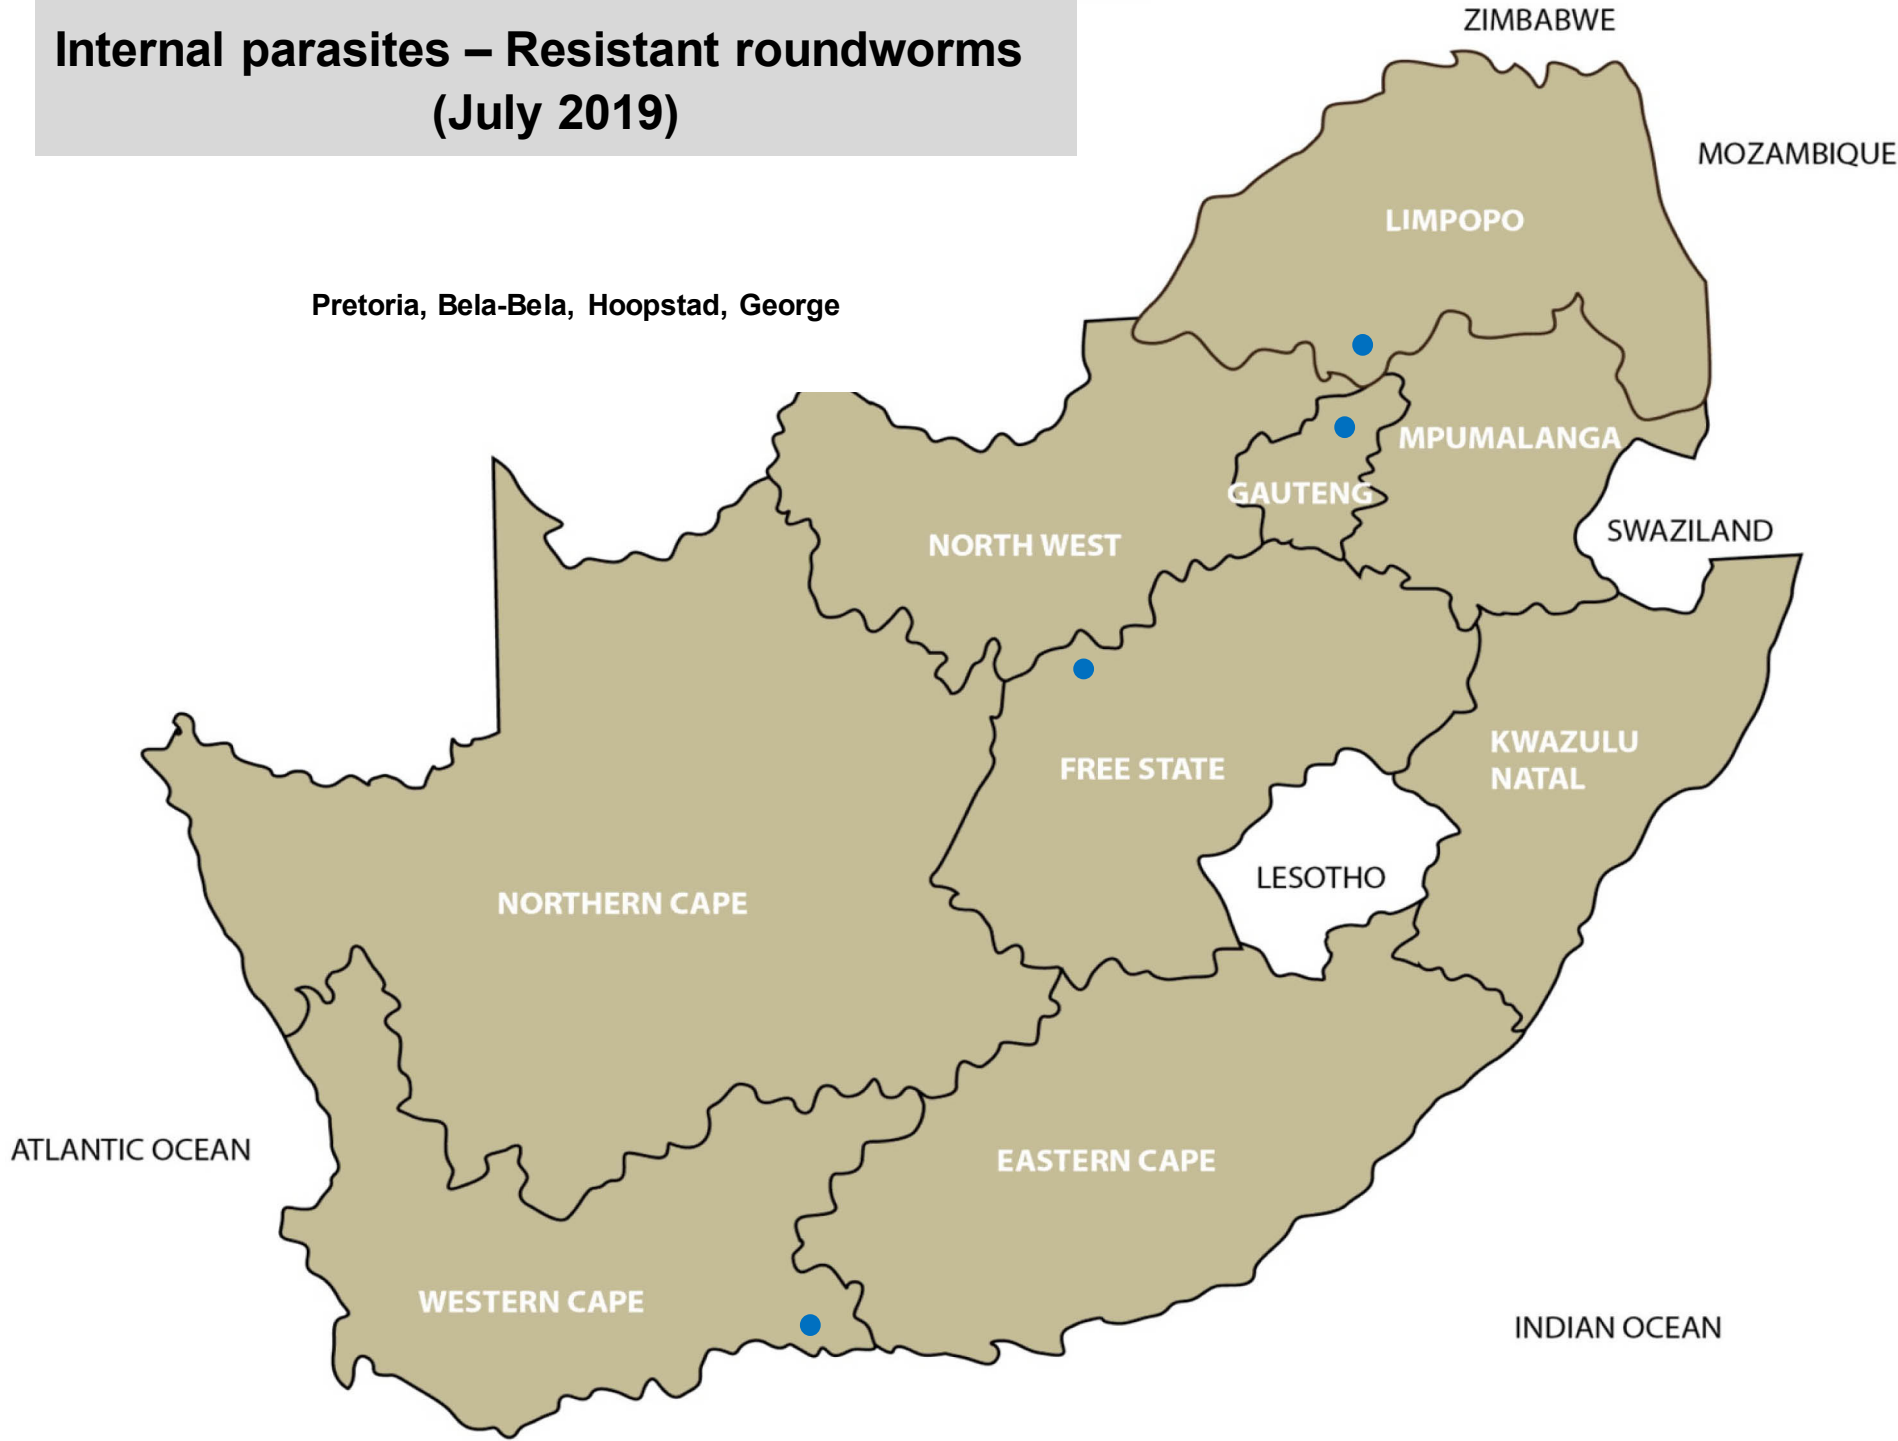 Internal parasites – Resistant roundworms
(July 2019)
ZIMBABWE
MOZAMBIQUE
LIMPOPO
Pretoria, Bela-Bela, Hoopstad, George
MPUMALANGA
GAUTENG
SWAZILAND
NORTH WEST
KWAZULU
NATAL
FREE STATE
LESOTHO
NORTHERN CAPE
ATLANTIC OCEAN
EASTERN CAPE
WESTERN CAPE
INDIAN OCEAN